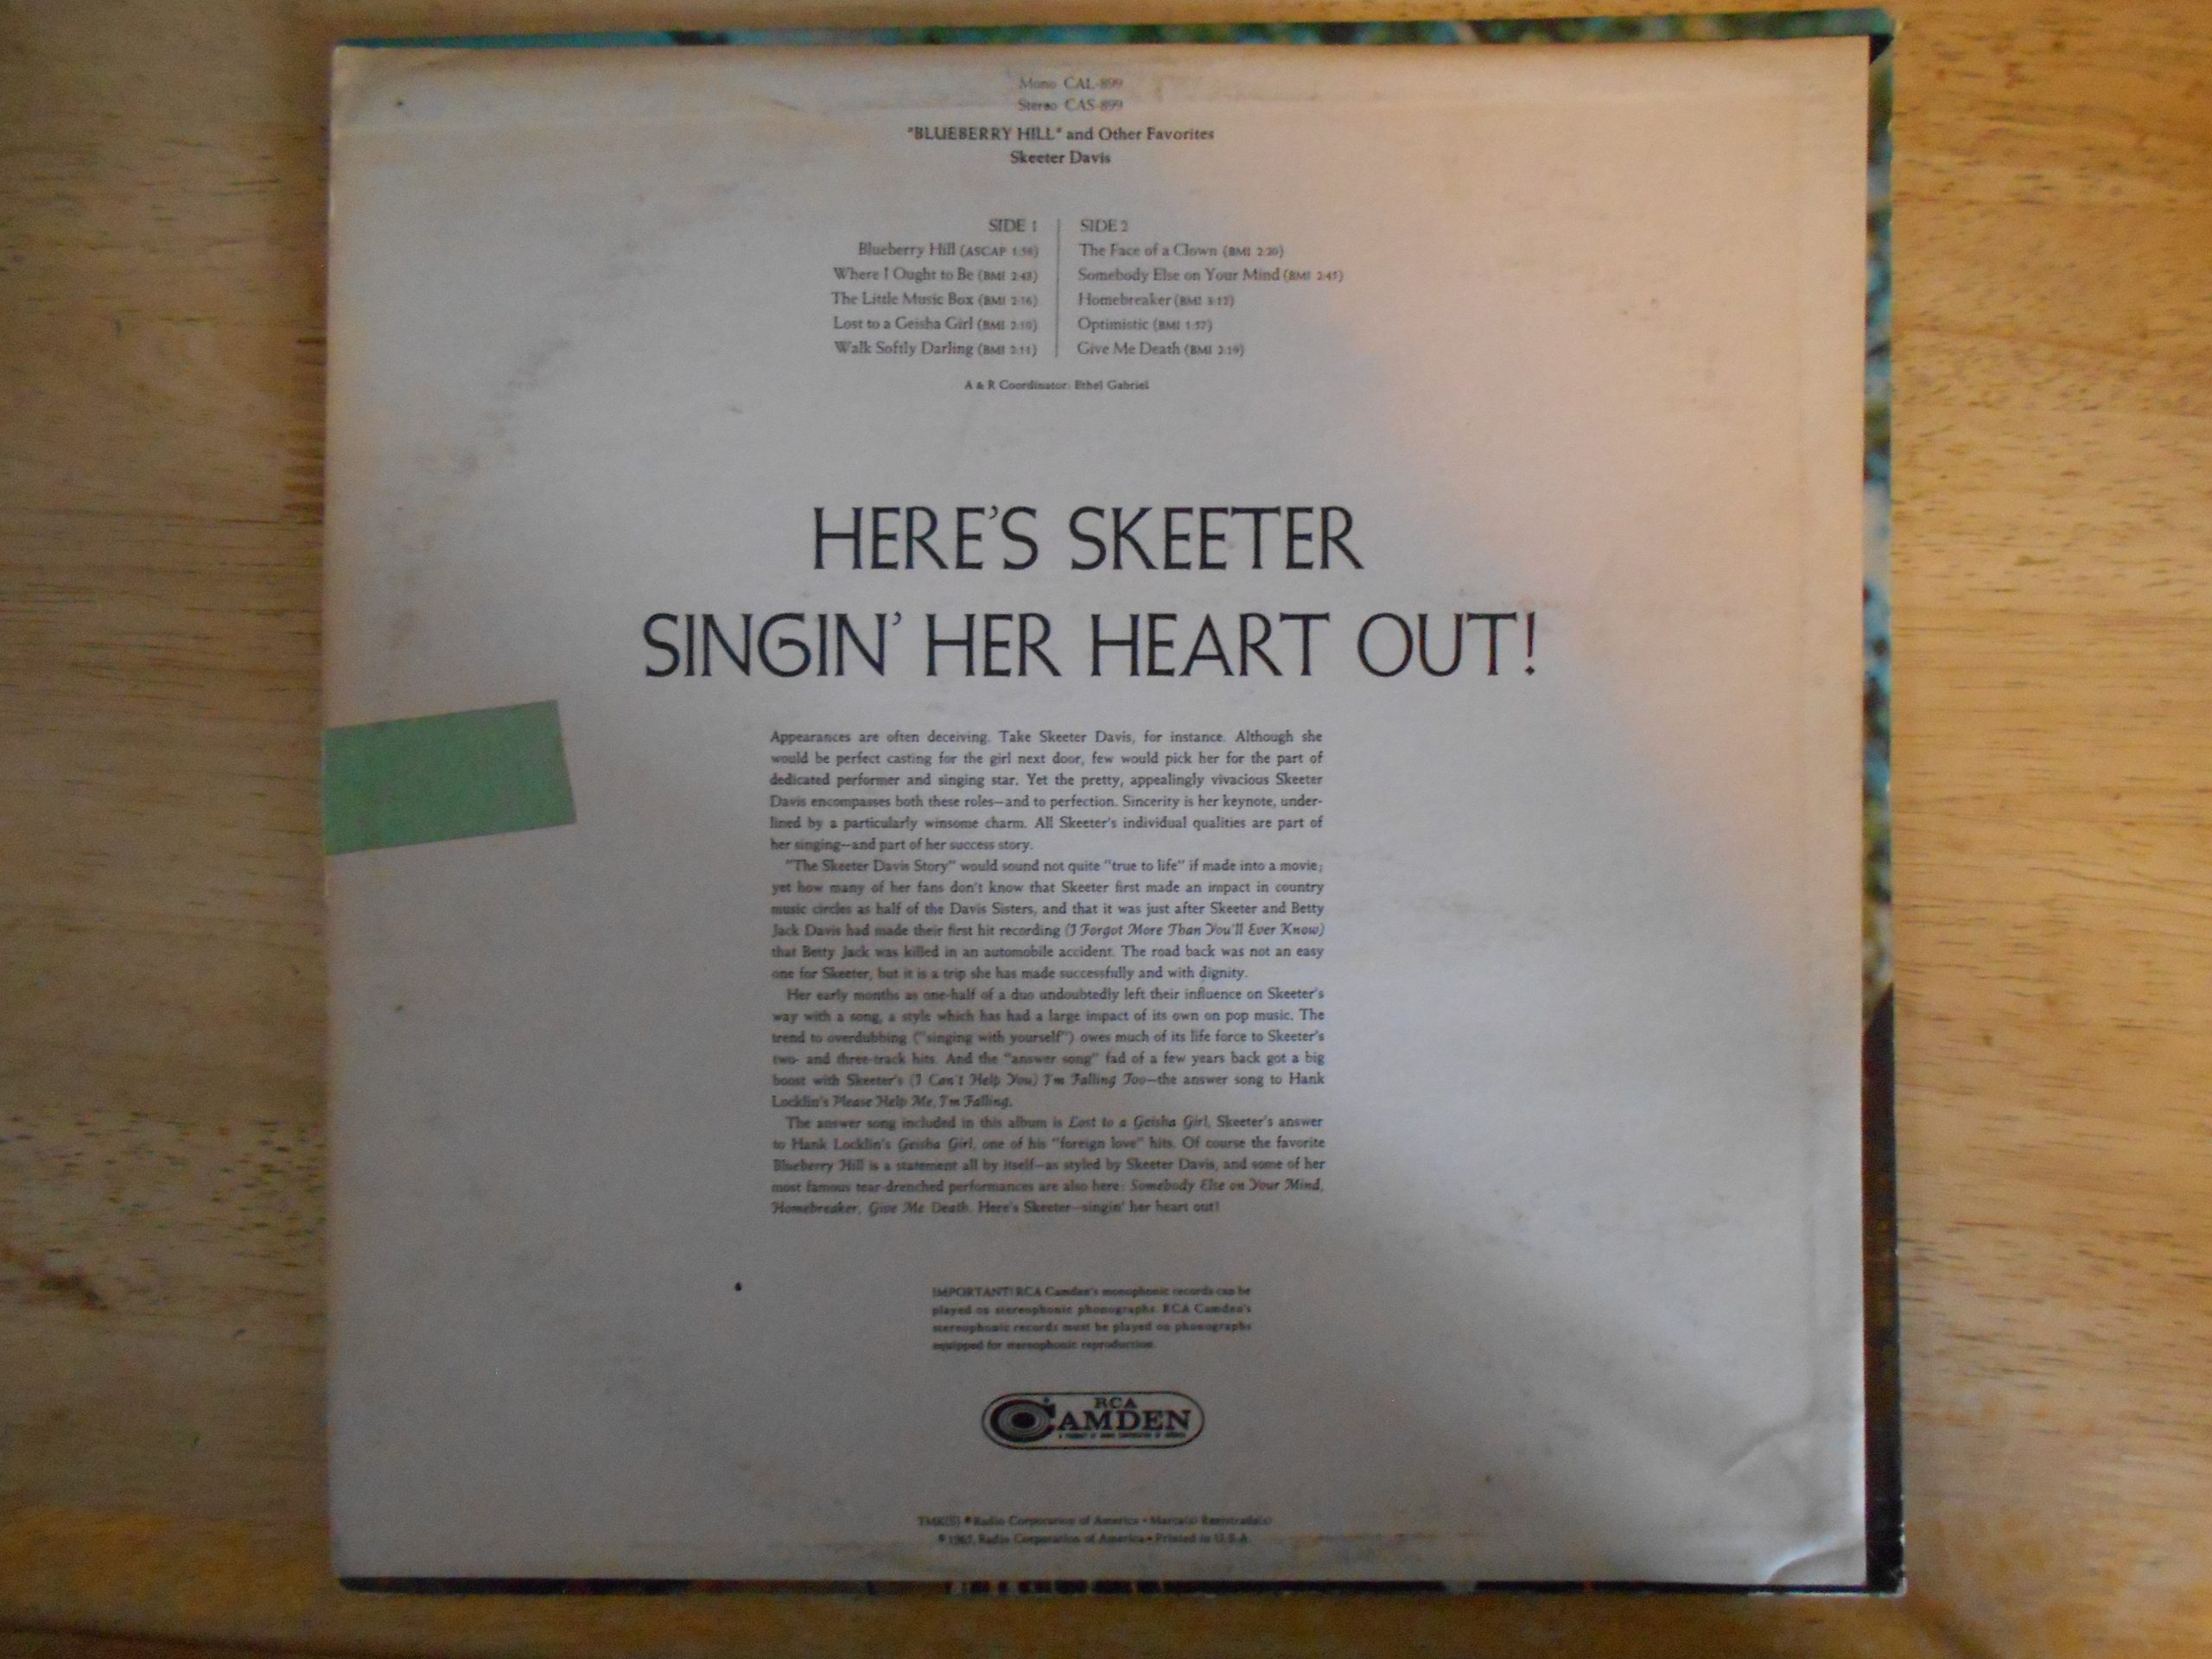 Mono CAL-899
Stereo CAS-899
"BLUEBERRY HILL" and Other Favorites
Skeeter Davis
SIDE 1
Blueberry Hill (ASCAP 1:58)
Where I Ought to Be (BMI 2:43)
The Little Music Box (BMI 2:16)
Lost to a Geisha Girl (BMI 2:10)
Walk Softly Darling (BMI 2:11)
SIDE 2
The Face of a Clown (BMI 2:20)
Somebody Else on Your Mind (BMI 2:45)
Homebreaker (BMI 3:12)
Optimistic (BMI 1:57)
Give Me Death (BMI 2:19)
A & R Coordinator: Ethel Gabriel
HERE'S SKEETER
SINGIN' HER HEART OUT!
Appearances are often deceiving. Take Skeeter Davis, for instance. Although she
would be perfect casting for the girl next door, few would pick her for the part of
dedicated performer and singing star. Yet the pretty, appealingly vivacious Skeeter
Davis encompasses both these roles—and to perfection. Sincerity is her keynote, under-
lined by a particularly winsome charm. All Skeeter's individual qualities are part of
her singing—and part of her success story.
"The Skeeter Davis Story" would sound not quite "true to life" if made into a movie;
yet how many of her fans don't know that Skeeter first made an impact in country
music circles as half of the Davis Sisters, and that it was just after Skeeter and Betty
Jack Davis had made their first hit recording (I Forgot More Than You'll Ever Know)
that Betty Jack was killed in an automobile accident. The road back was not an easy
one for Skeeter, but it is a trip she has made successfully and with dignity.
Her early months as one-half of a duo undoubtedly left their influence on Skeeter's
way with a song, a style which has had a large impact of its own on pop music. The
trend to overdubbing ("singing with yourself") owes much of its life force to Skeeter's
two- and three-track hits. And the "answer song" fad of a few years back got a big
boost with Skeeter's (I Can't Help You) I'm Falling Too—the answer song to Hank
Locklin's Please Help Me, I'm Falling.
The answer song included in this album is Lost to a Geisha Girl, Skeeter's answer
to Hank Locklin's Geisha Girl, one of his "foreign love" hits. Of course the favorite
Blueberry Hill is a statement all by itself—as styled by Skeeter Davis, and some of her
most famous tear-drenched performances are also here: Somebody Else on Your Mind,
Homebreaker, Give Me Death. Here's Skeeter—singin' her heart out!
IMPORTANT! RCA Camden's monophonic records can be
played on stereophonic phonographs. RCA Camden's
stereophonic records must be played on phonographs
equipped for stereophonic reproduction.
RCA
CAMDEN
TMK(S) ® Radio Corporation of America • Marca(s) Registrada(s)
Radio Corporation of America • Printed in U.S.A.